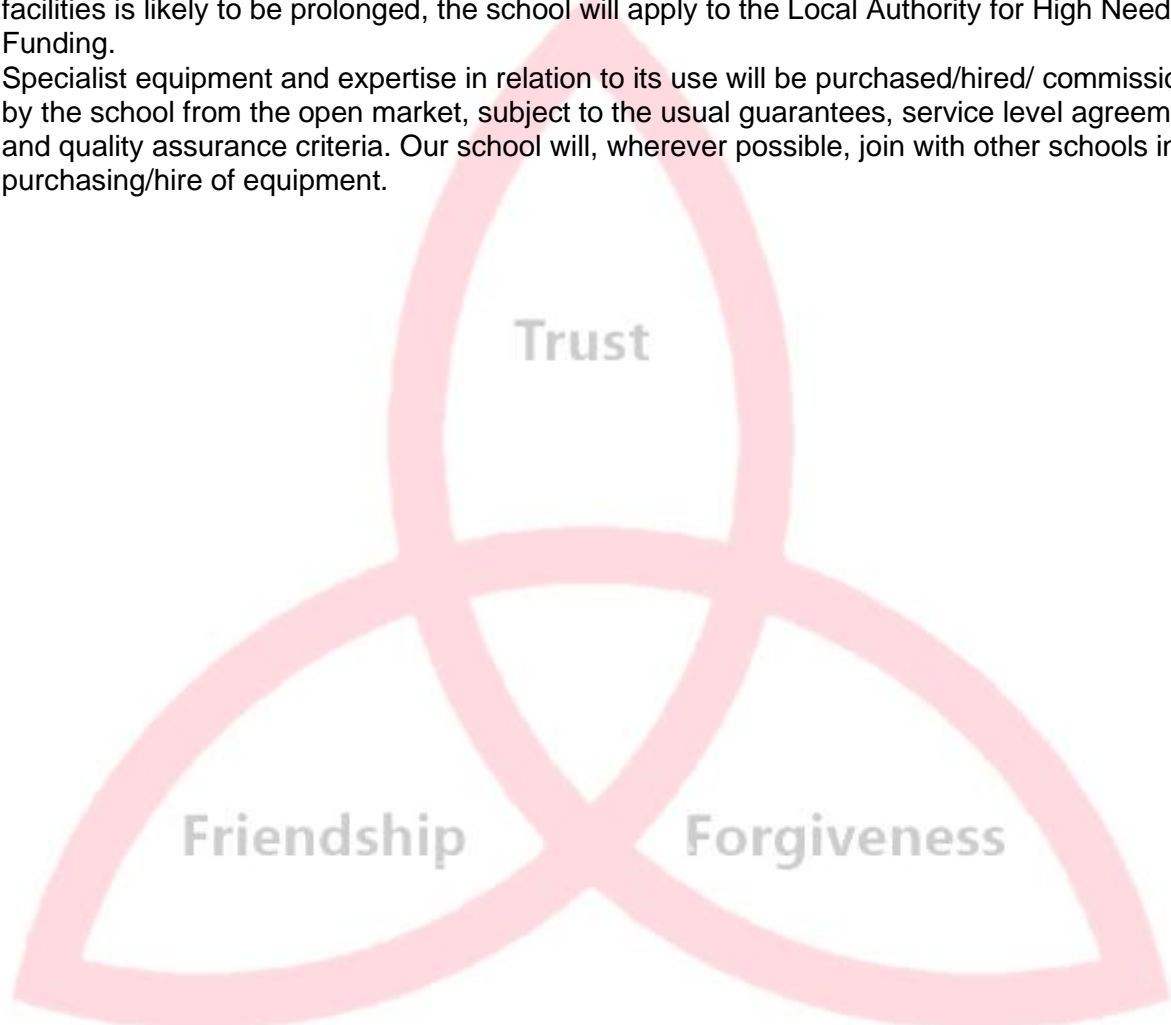 facilities is likely to be prolonged, the school will apply to the Local Authority for High Need
Funding.
Specialist equipment and expertise in relation to its use will be purchased/hired/ commissio
by the school from the open market, subject to the usual guarantees, service level agreem
and quality assurance criteria. Our school will, wherever possible, join with other schools in
purchasing/hire of equipment.
Trust
Friendship
Forgiveness